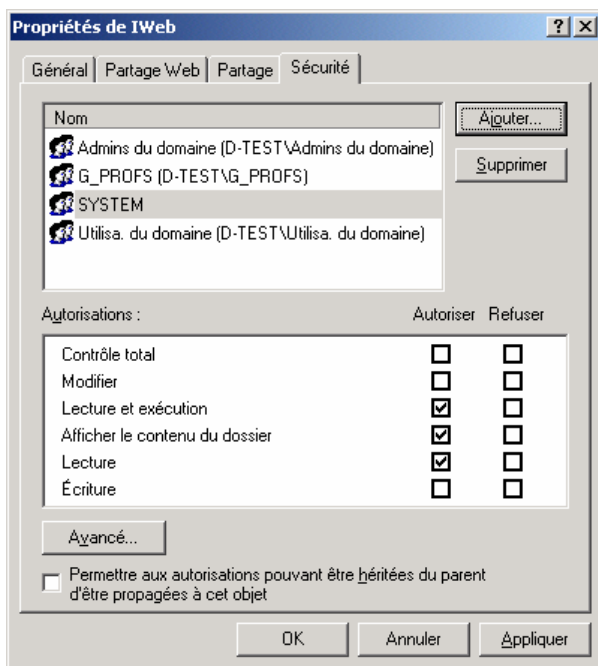 Propriétés de IWeb
Général Partage Web Partage Sécurité
Nom
Ajouter...
Admins du domaine (D-TEST\Admins du domaine)
Supprimer
G_PROFS (D-TEST\G_PROFS)
SYSTEM
Utilisa. du domaine (D-TEST\Utilisa. du domaine)
Autorisations : Autoriser Refuser
Contrôle total
Modifier
Lecture et exécution
Afficher le contenu du dossier
Lecture
Écriture
Avancé...
Permettre aux autorisations pouvant être héritées du parent
d'être propagées à cet objet
OK Annuler Appliquer